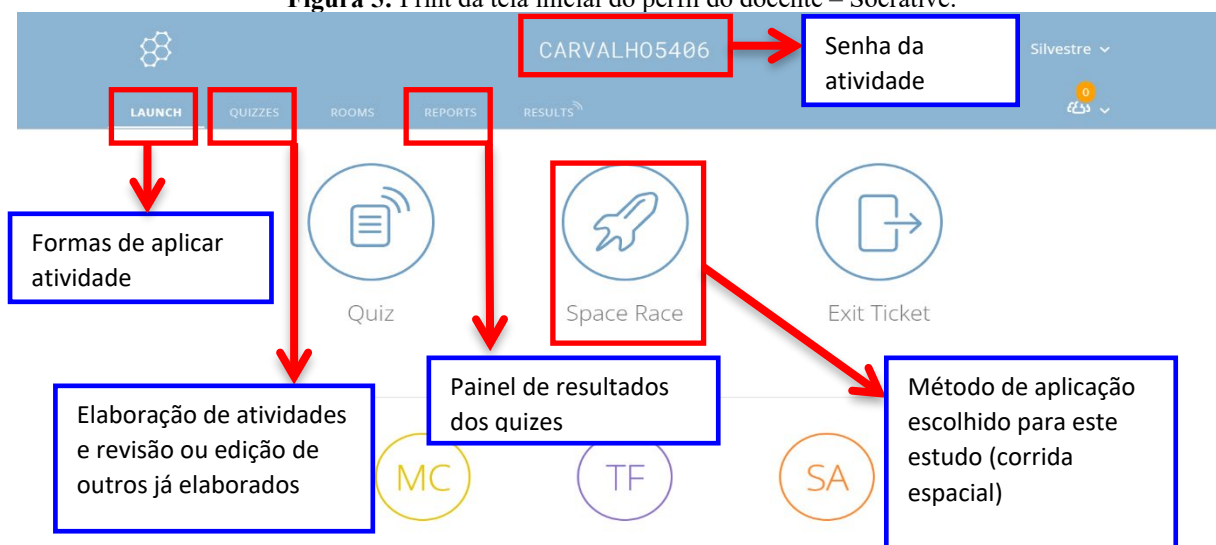 Figura 3: Print da tela inicial do perfil do docente – Socrative.
CARVALHO5406
Senha da
atividade
Silvestre
0
LAUNCH
QUIZZES
ROOMS
REPORTS
RESULTS
Formas de aplicar
atividade
Quiz
Space Race
Exit Ticket
Elaboração de atividades
e revisão ou edição de
outros já elaborados
Painel de resultados
dos quizes
Método de aplicação
escolhido para este
estudo (corrida
espacial)
MC
TF
SA